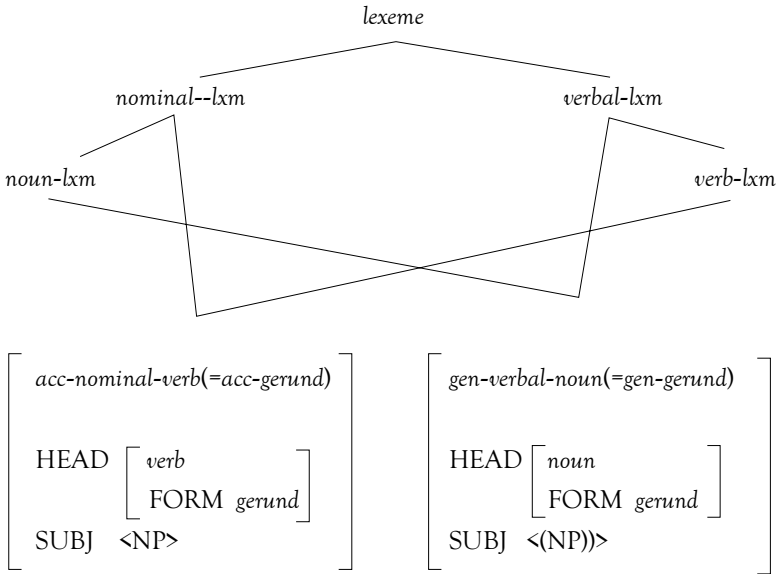 lexeme
nominal--lxm verbal-lxm
noun-lxm verb-lxm
acc-nominal-verb(=acc-gerund)
HEAD verb
FORM gerund
SUBJ <NP>
gen-verbal-noun(=gen-gerund)
HEAD noun
FORM gerund
SUBJ <(NP))>